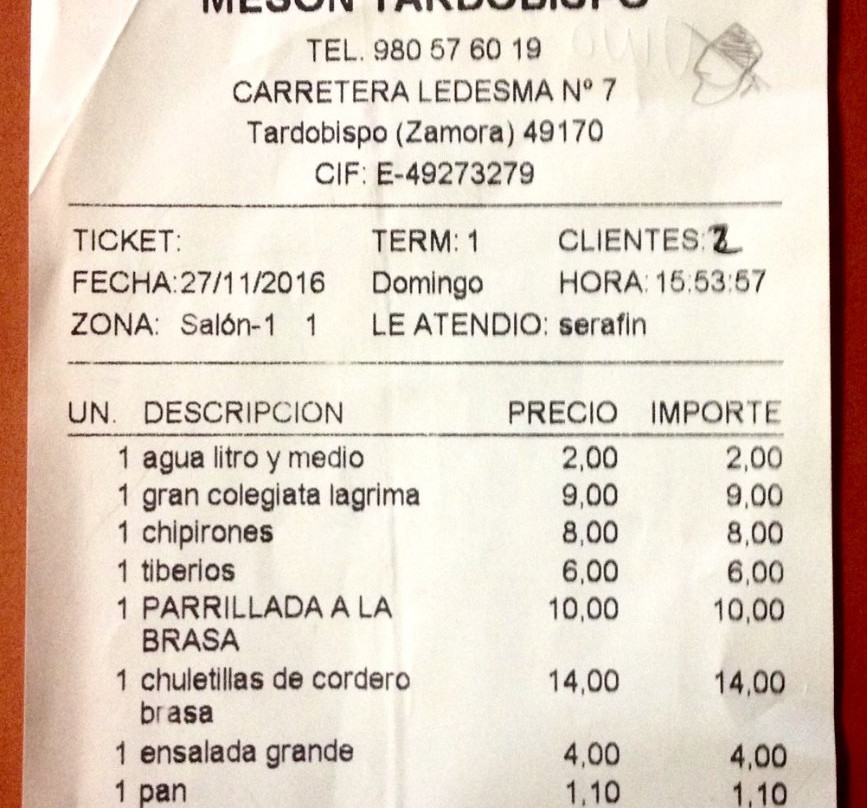 MESON TARDOBISPO
TEL. 980 57 60 19
CARRETERA LEDESMA Nº 7
Tardobispo (Zamora) 49170
CIF: E-49273279
TICKET: TERM: 1 CLIENTES: 2
FECHA:27/11/2016 Domingo HORA: 15:53:57
ZONA: Salón-1 1 LE ATENDIO: serafin
UN. DESCRIPCION PRECIO IMPORTE
1 agua litro y medio 2,00 2,00
1 gran colegiata lagrima 9,00 9,00
1 chipirones 8,00 8,00
1 tiberios 6,00 6,00
1 PARRILLADA A LA 10,00 10,00
BRASA
1 chuletillas de cordero 14,00 14,00
brasa
1 ensalada grande 4,00 4,00
1 pan 1,10 1,10